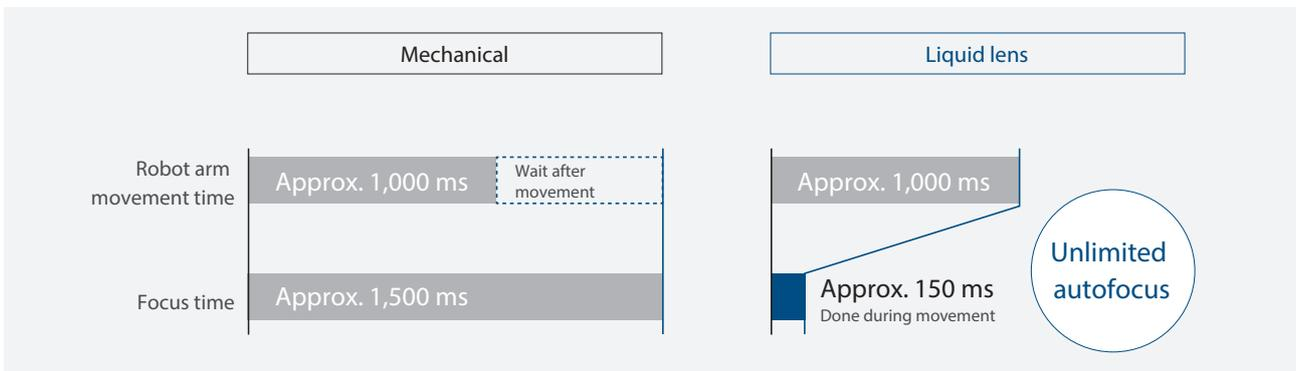 Mechanical
Liquid lens
Robot arm
movement time
Approx. 1,000 ms
Wait after
movement
Approx. 1,000 ms
Focus time
Approx. 1,500 ms
Approx. 150 ms
Done during movement
Unlimited
autofocus